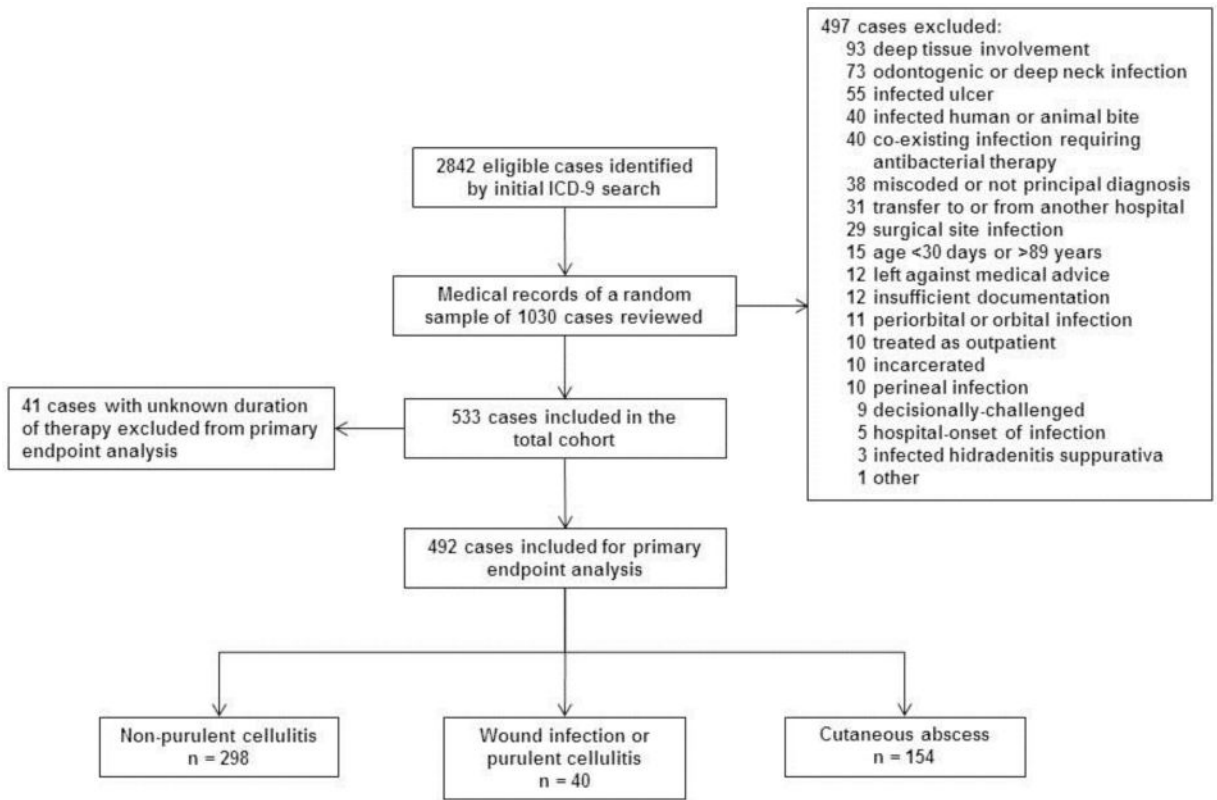 2842 eligible cases identified
by initial ICD-9 search
Medical records of a random
sample of 1030 cases reviewed
497 cases excluded:
93 deep tissue involvement
73 odontogenic or deep neck infection
55 infected ulcer
40 infected human or animal bite
40 co-existing infection requiring
antibacterial therapy
38 miscoded or not principal diagnosis
31 transfer to or from another hospital
29 surgical site infection
15 age <30 days or >89 years
12 left against medical advice
12 insufficient documentation
11 periorbital or orbital infection
10 treated as outpatient
10 incarcerated
10 perineal infection
9 decisionally-challenged
5 hospital-onset of infection
3 infected hidradenitis suppurativa
1 other
533 cases included in the
total cohort
41 cases with unknown duration
of therapy excluded from primary
endpoint analysis
492 cases included for primary
endpoint analysis
Non-purulent cellulitis
n = 298
Wound infection or
purulent cellulitis
n = 40
Cutaneous abscess
n = 154